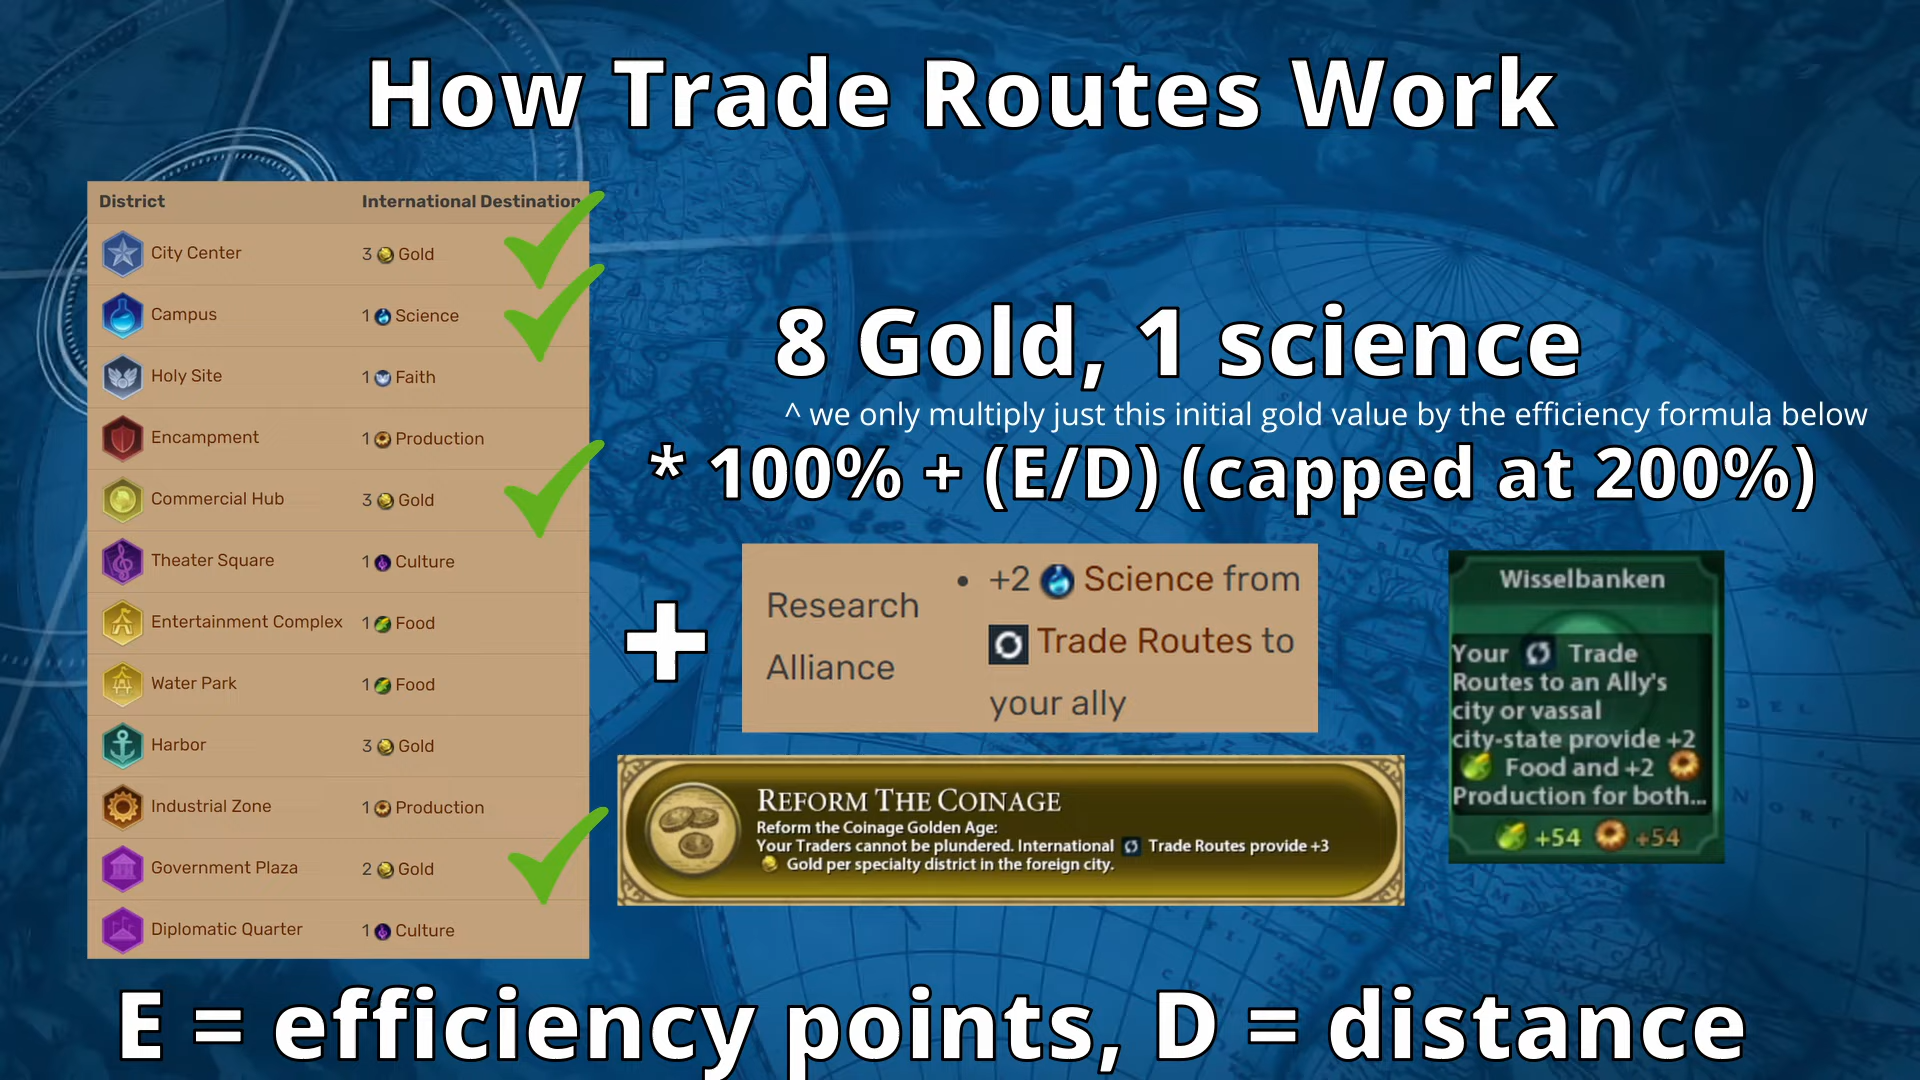 How Trade Routes Work
District International Destination
City Center 3 Gold
Campus 1 Science
Holy Site 1 Faith
Encampment 1 Production
Commercial Hub 3 Gold
Theater Square 1 Culture
Entertainment Complex 1 Food
Water Park 1 Food
Harbor 3 Gold
Industrial Zone 1 Production
Government Plaza 2 Gold
Diplomatic Quarter 1 Culture
8 Gold, 1 science
^ we only multiply just this initial gold value by the efficiency formula below
* 100% + (E/D) (capped at 200%)
+
Research
Alliance
• +2 Science from
Trade Routes to
your ally
REFORM THE COINAGE
Reform the Coinage Golden Age:
Your Traders cannot be plundered. International Trade Routes provide +3
Gold per specialty district in the foreign city.
Wisselbanken
Your Trade
Routes to an Ally's
city or vassal
city-state provide +2
Food and +2
Production for both...
+54 +54
E = efficiency points, D = distance